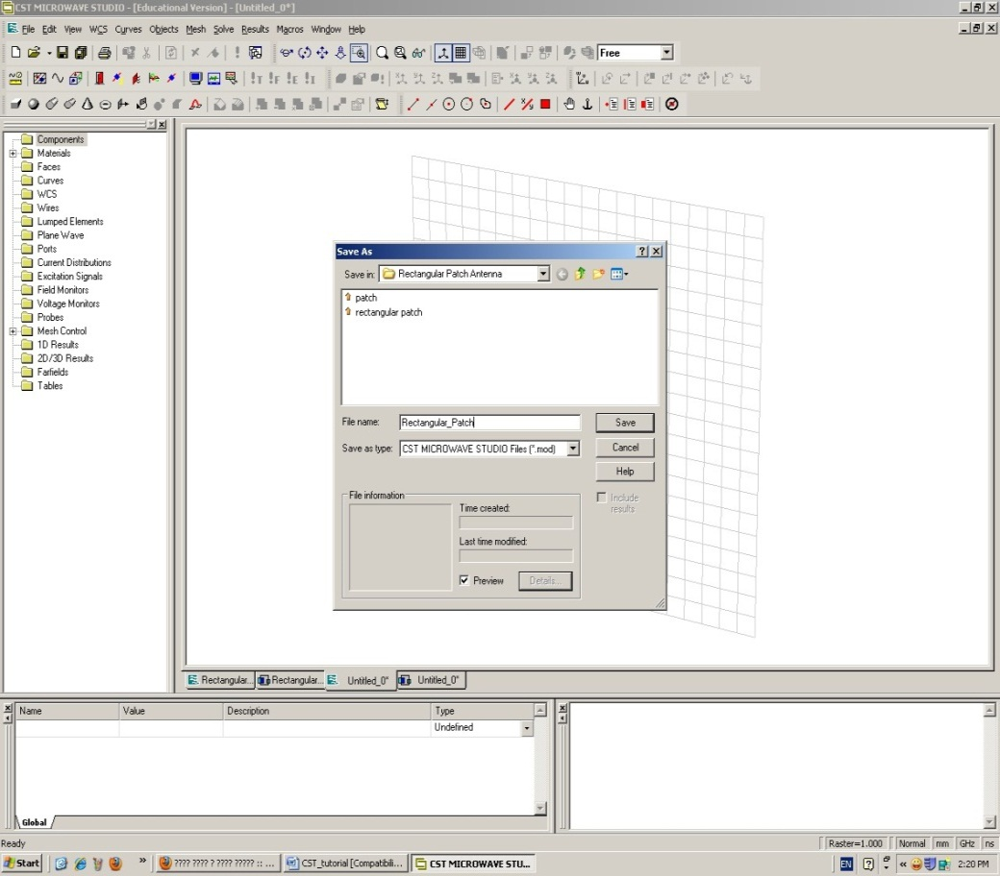 CST MICROWAVE STUDIO - [Educational Version] - [Untitled_0*]
File Edit View WCS Curves Objects Mesh Solve Results Macros Window Help
Free
Components
Materials
Faces
Curves
WCS
Wires
Lumped Elements
Plane Wave
Ports
Current Distributions
Excitation Signals
Field Monitors
Voltage Monitors
Probes
Mesh Control
1D Results
2D/3D Results
Farfields
Tables
Save As
Save in: Rectangular Patch Antenna
patch
rectangular patch
File name: Rectangular_Patch Save
Save as type: CST MICROWAVE STUDIO Files (*.mod) Cancel
Help
File information
Include results
Time created:
Last time modified:
Preview Details...
Rectangular... Rectangular... Untitled_0* Untitled_0*
Name Value Description Type
Undefined
Global
Ready Raster=1.000 Normal mm GHz ns
Start » ???? ???? ? ???? ????? :: ... CST_tutorial [Compatibili... CST MICROWAVE STU... EN « 2:20 PM